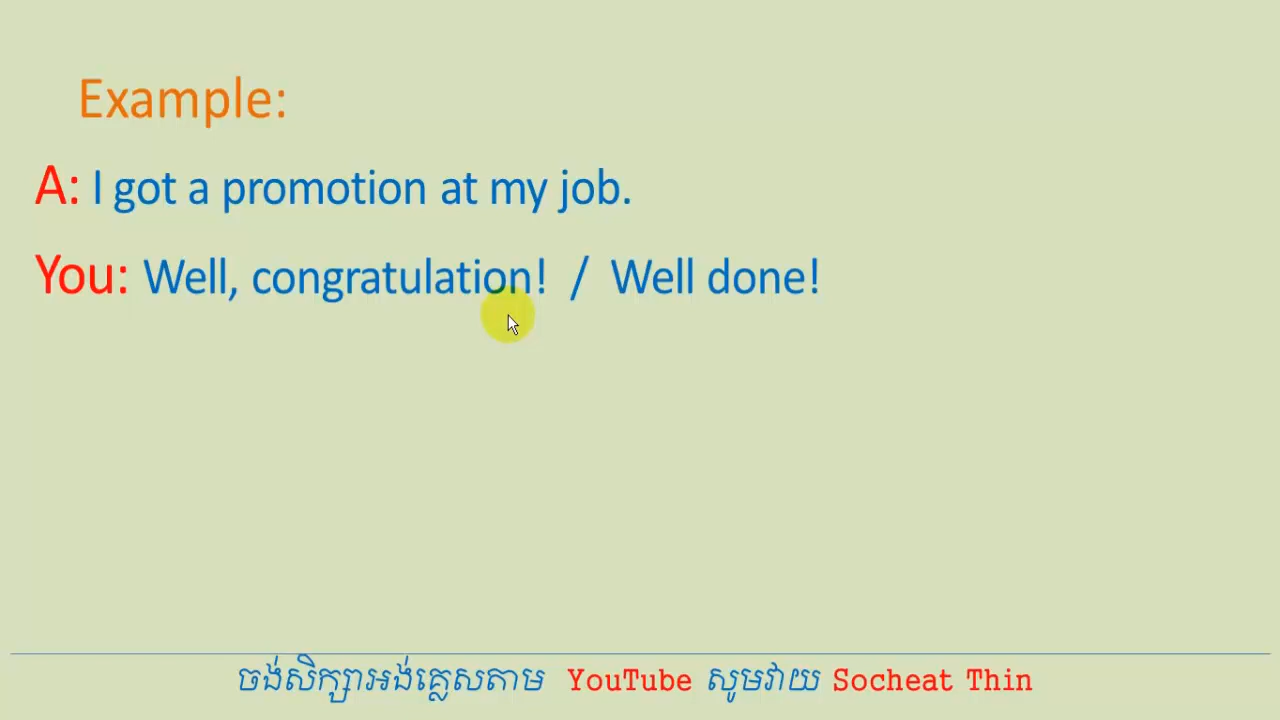 Example:
A: I got a promotion at my job.
You: Well, congratulation! / Well done!
ចង់សិក្សាអង់គ្លេសតាម YouTube សូមវាយ Socheat Thin